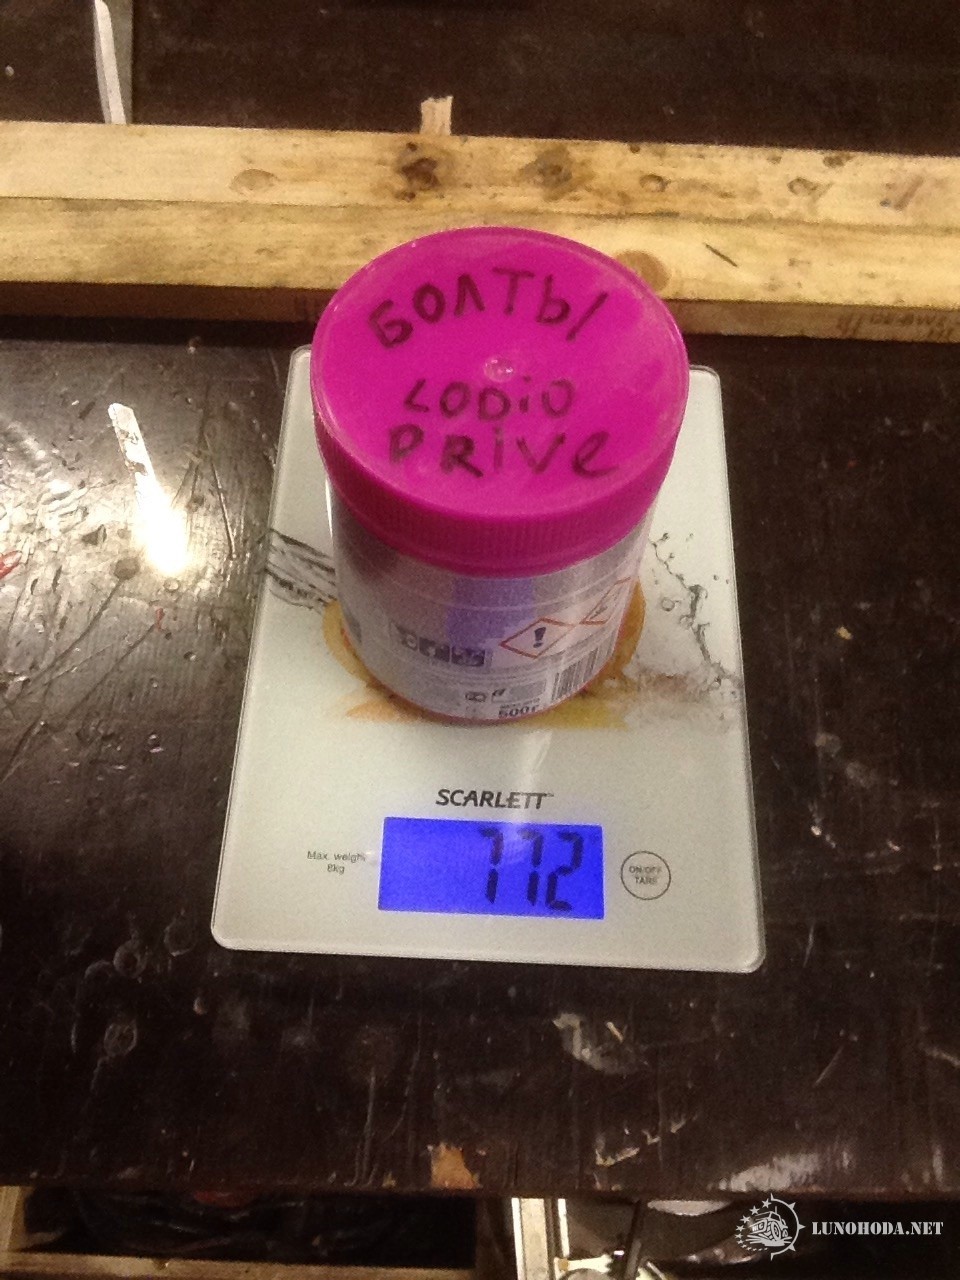 БОЛТЫ
LODiO
PRiVe
500г
SCARLETT
Max. weight
8kg
772
ON/OFF
TARE
LUNOHODA.NET